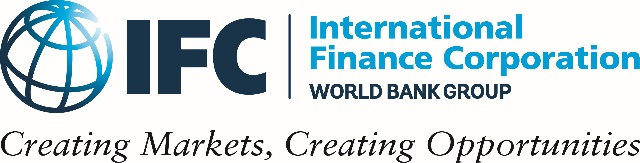 IFC
International
Finance Corporation
WORLD BANK GROUP
Creating Markets, Creating Opportunities